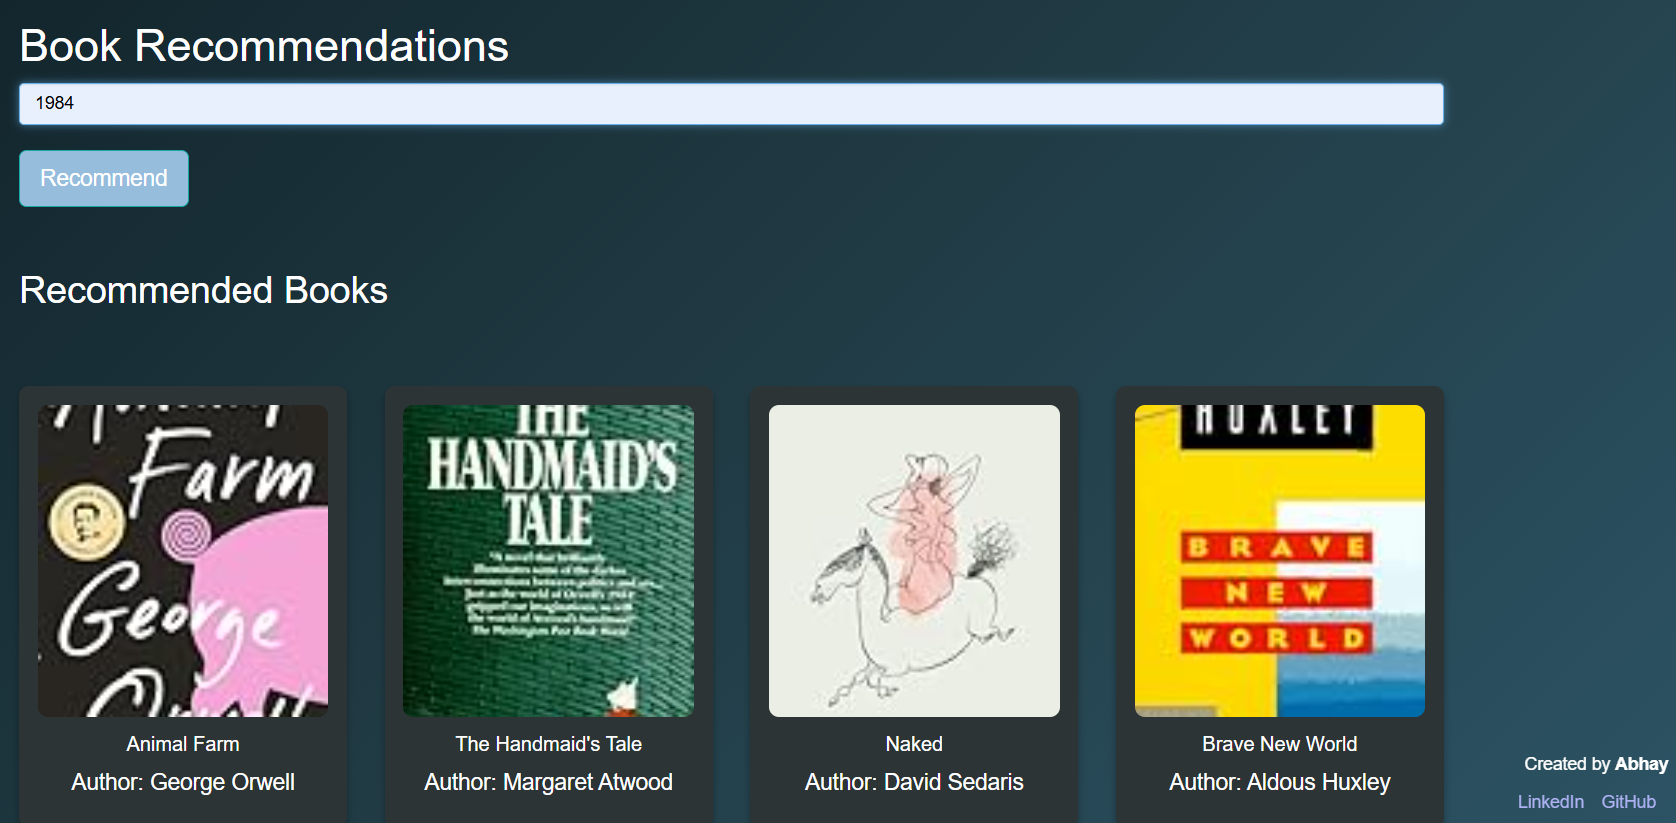 Book Recommendations
1984
Recommend
Recommended Books
Farm
George
THE
HANDMAID'S
TALE
HUXLEY
BRAVE
NEW
WORLD
Animal Farm
Author: George Orwell
The Handmaid's Tale
Author: Margaret Atwood
Naked
Author: David Sedaris
Brave New World
Author: Aldous Huxley
Created by Abhay
LinkedIn GitHub